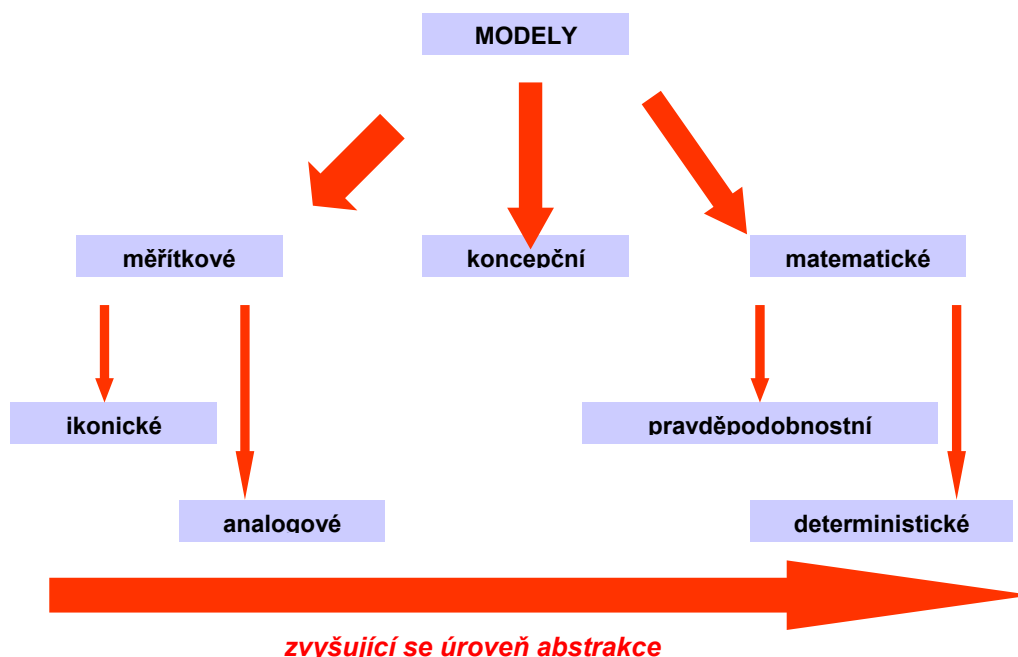 MODELY
měřítkové
koncepční
matematické
ikonické
pravděpodobnostní
analogové
deterministické
zvyšující se úroveň abstrakce